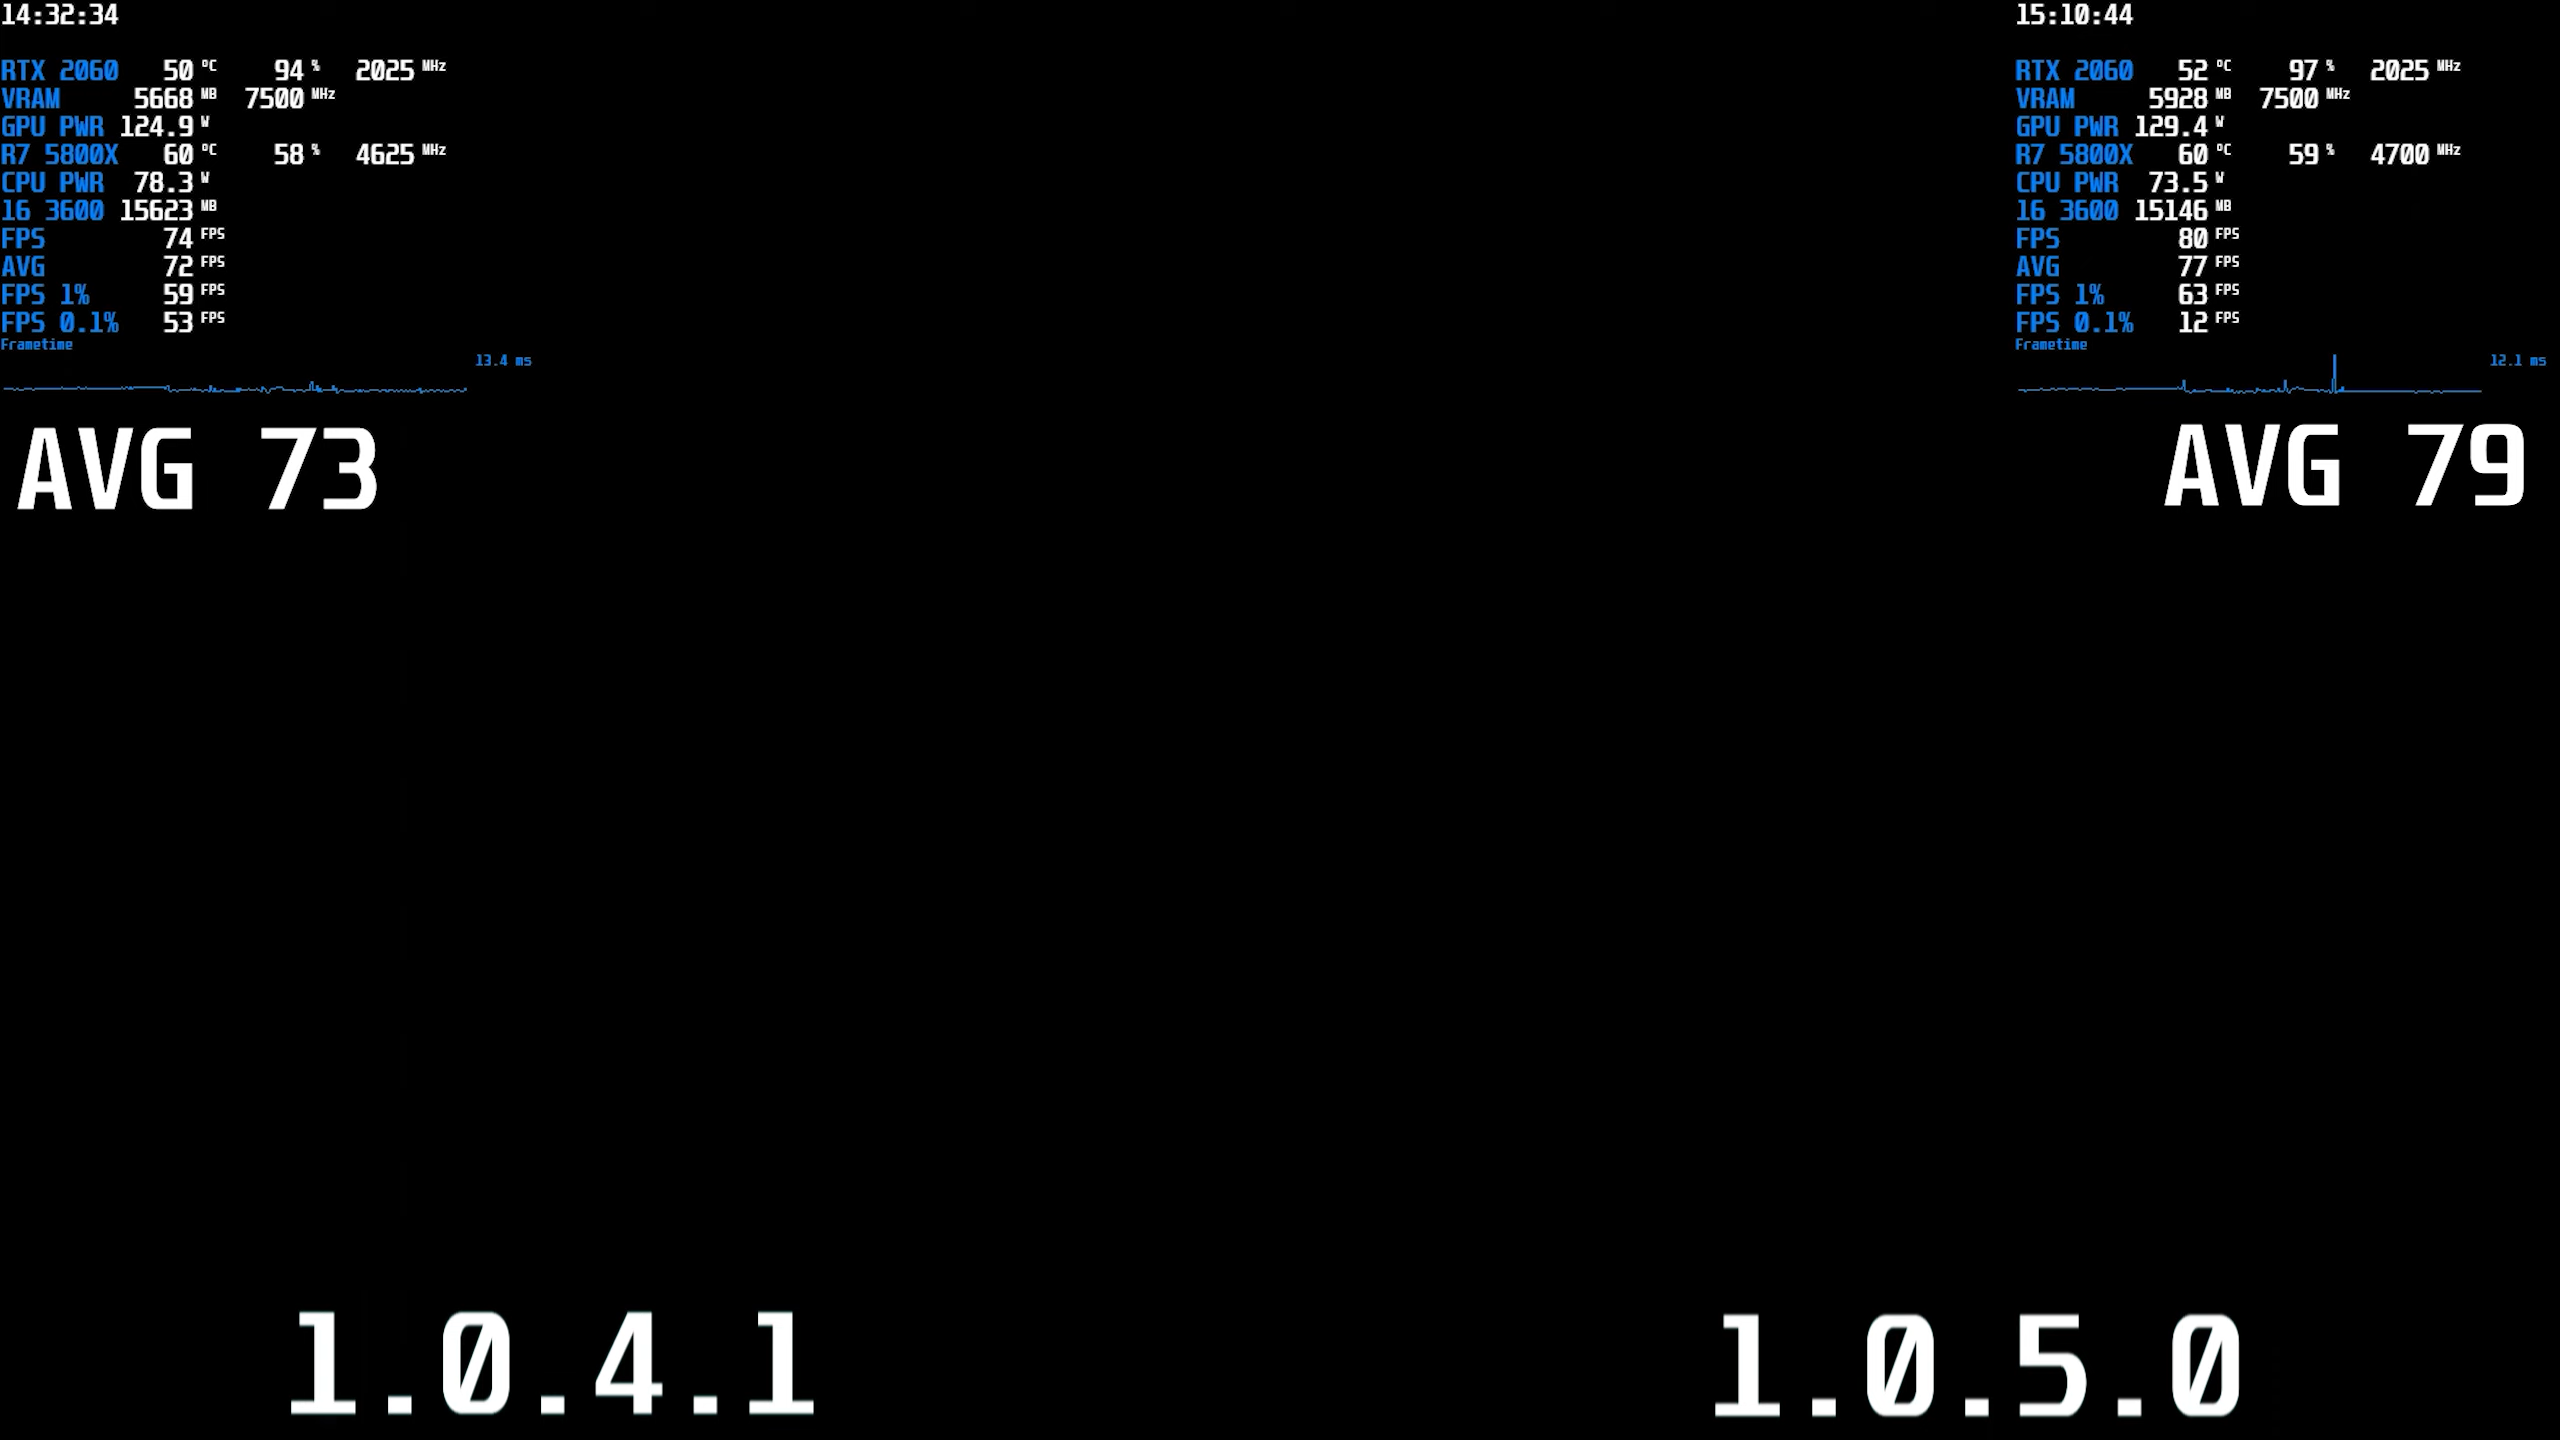 14:32:34
RTX 2060 50 °C 94 % 2025 MHz
VRAM 5668 MB 7500 MHz
GPU PWR 124.9 W
R7 5800X 60 °C 58 % 4625 MHz
CPU PWR 78.3 W
16 3600 15623 MB
FPS 74 FPS
AVG 72 FPS
FPS 1% 59 FPS
FPS 0.1% 53 FPS
Frametime
13.4 ms
AVG 73
1.0.4.1
15:10:44
RTX 2060 52 °C 97 % 2025 MHz
VRAM 5928 MB 7500 MHz
GPU PWR 129.4 W
R7 5800X 60 °C 59 % 4700 MHz
CPU PWR 73.5 W
16 3600 15146 MB
FPS 80 FPS
AVG 77 FPS
FPS 1% 63 FPS
FPS 0.1% 12 FPS
Frametime
12.1 ms
AVG 79
1.0.5.0